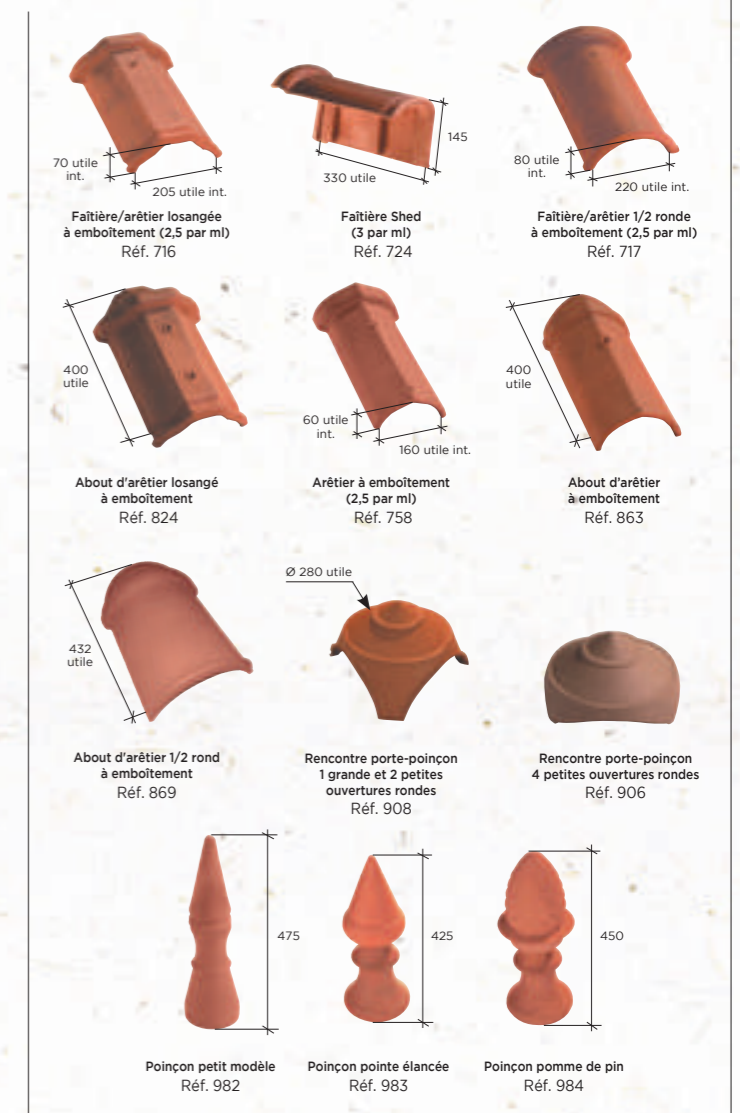 70 utile
int.
205 utile int.
Faîtière/arêtier losangée
à emboîtement (2,5 par ml)
Réf. 716
145
330 utile
Faîtière Shed
(3 par ml)
Réf. 724
80 utile
int.
220 utile int.
Faîtière/arêtier 1/2 ronde
à emboîtement (2,5 par ml)
Réf. 717
400
utile
About d'arêtier losangé
à emboîtement
Réf. 824
60 utile
int.
160 utile int.
Arêtier à emboîtement
(2,5 par ml)
Réf. 758
400
utile
About d'arêtier
à emboîtement
Réf. 863
432
utile
About d'arêtier 1/2 rond
à emboîtement
Réf. 869
Ø 280 utile
Rencontre porte-poinçon
1 grande et 2 petites
ouvertures rondes
Réf. 908
Rencontre porte-poinçon
4 petites ouvertures rondes
Réf. 906
475
Poinçon petit modèle
Réf. 982
425
Poinçon pointe élancée
Réf. 983
450
Poinçon pomme de pin
Réf. 984